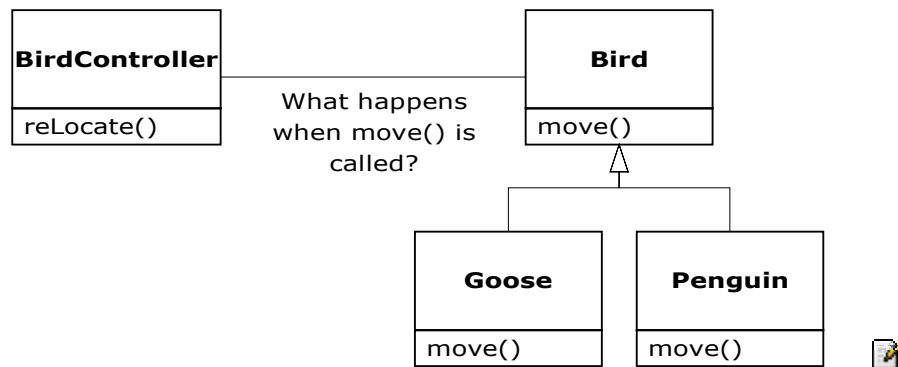 BirdController
reLocate()
What happens
when move() is
called?
Bird
move()
Goose
move()
Penguin
move()